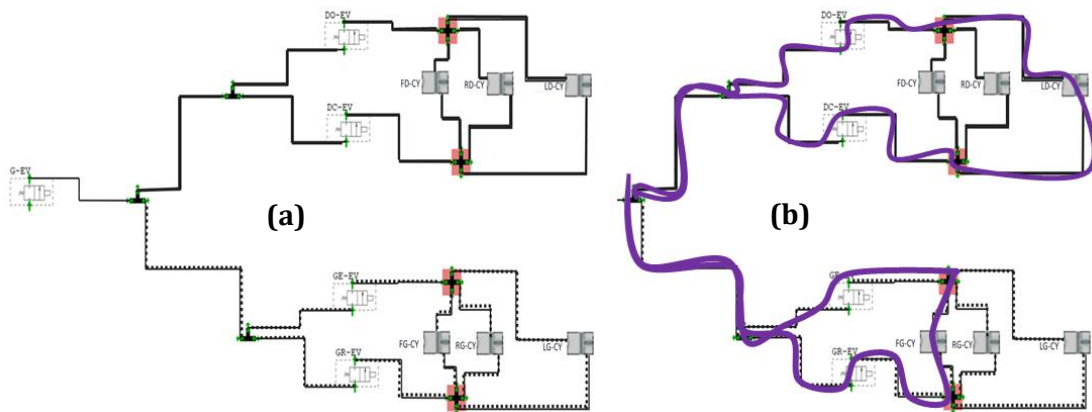 DO-EV
FD-CY
RD-CY
LD-CY
DC-EV
G-EV
(a)
GE-EV
FG-CY
RG-CY
LG-CY
GR-EV
DO-EV
FD-CY
RD-CY
LD-CY
DC-EV
(b)
GE-EV
FG-CY
RG-CY
LG-CY
GR-EV